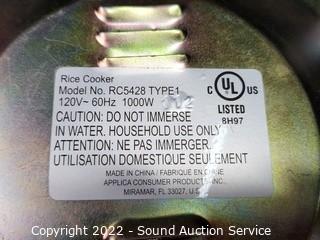 Rice Cooker
Model No. RC5428 TYPE1
120V~ 60Hz 1000W
C UL US
LISTED
8H97
CAUTION: DO NOT IMMERSE
IN WATER. HOUSEHOLD USE ONLY
ATTENTION: NE PAS IMMERGER.
UTILISATION DOMESTIQUE SEULEMENT
MADE IN CHINA / FABRIQUÉ EN CHINE
APPLICA CONSUMER PRODUCTS, INC.,
MIRAMAR, FL 33027, U.S.
Copyright 2022 - Sound Auction Service